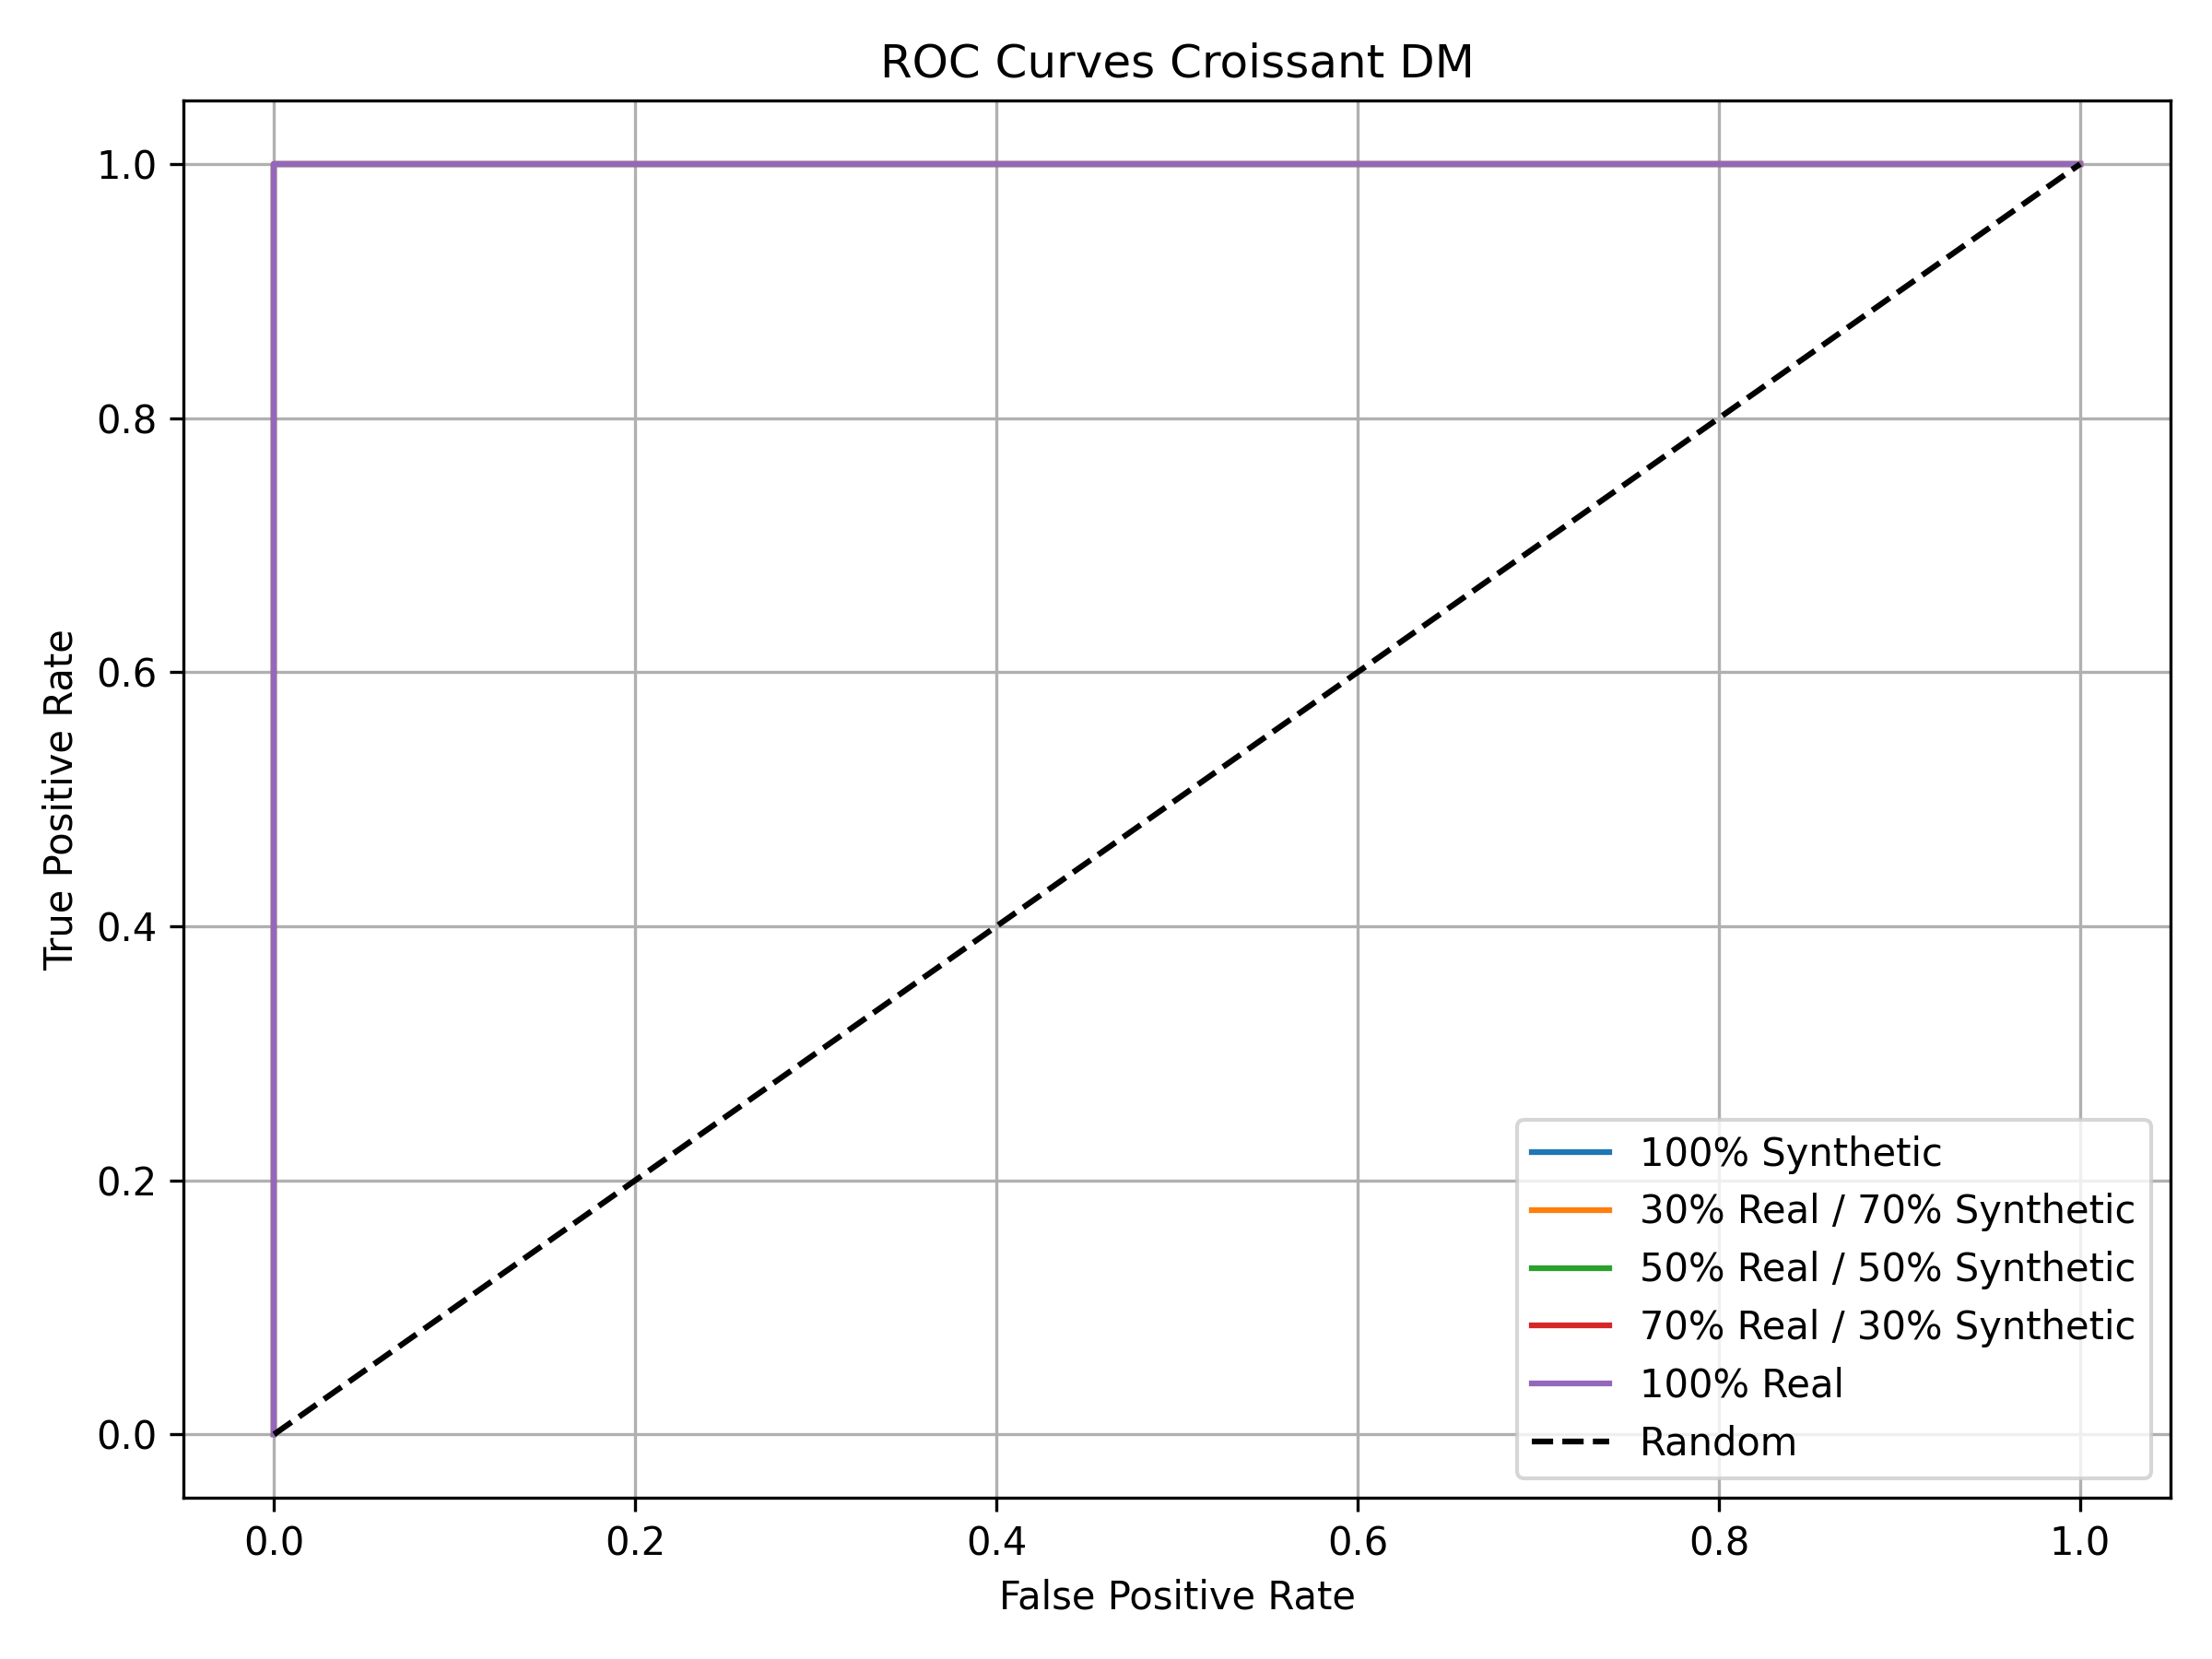 ROC Curves Croissant DM
True Positive Rate
1.0
0.8
0.6
0.4
0.2
0.0
0.0 0.2 0.4 0.6 0.8 1.0
False Positive Rate
100% Synthetic
30% Real / 70% Synthetic
50% Real / 50% Synthetic
70% Real / 30% Synthetic
100% Real
Random